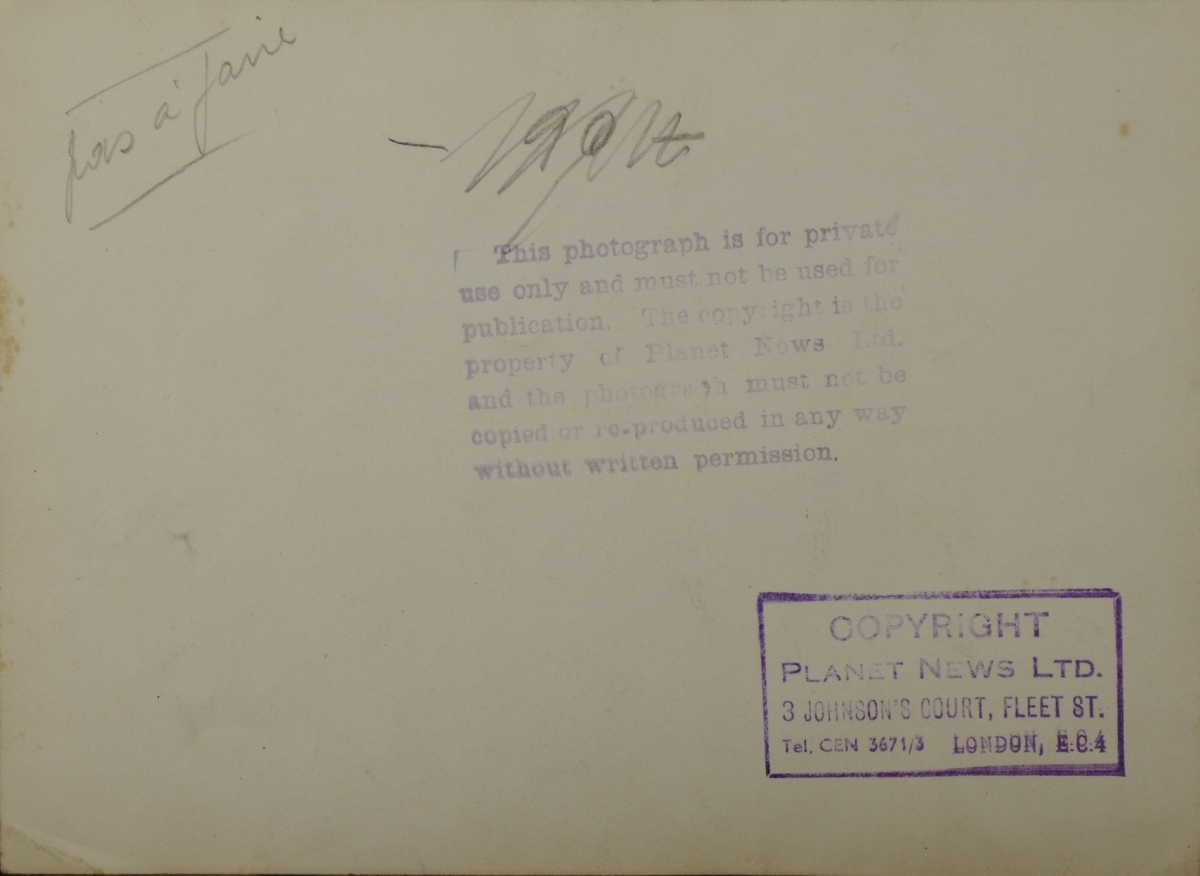 pas à faire
This photograph is for private
use only and must not be used for
publication. The copyright is the
property of Planet News Ltd.
and the photograph must not be
copied or re-produced in any way
without written permission.
COPYRIGHT
PLANET NEWS LTD.
3 JOHNSON'S COURT, FLEET ST.
Tel. CEN 3671/3 LONDON, E.C.4